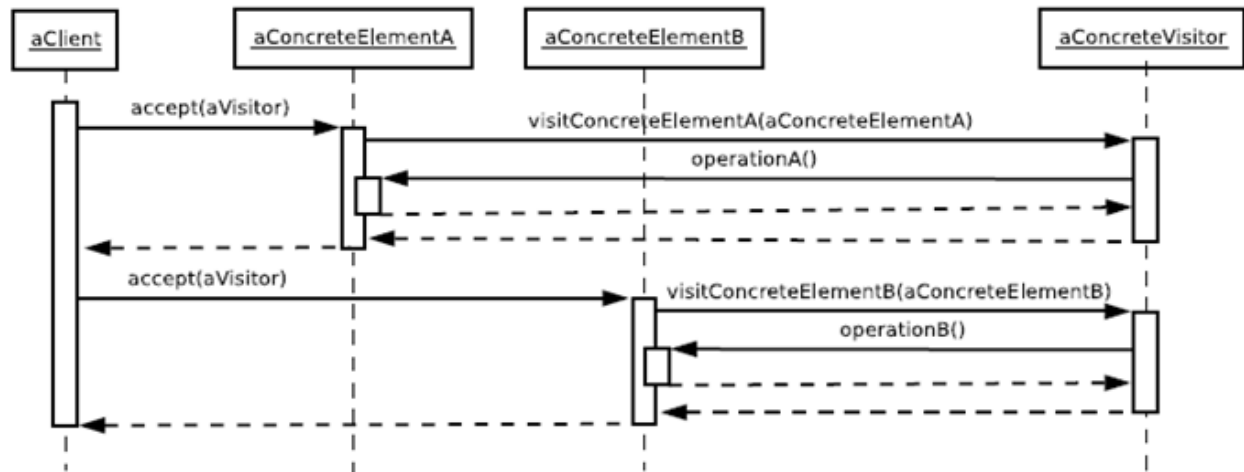 aClient
aConcreteElementA
aConcreteElementB
aConcreteVisitor
accept(aVisitor)
visitConcreteElementA(aConcreteElementA)
operationA()
accept(aVisitor)
visitConcreteElementB(aConcreteElementB)
operationB()